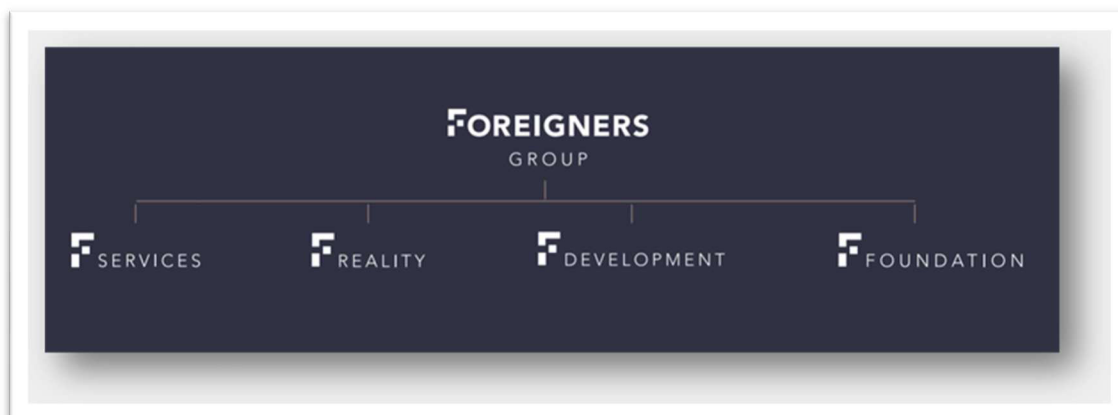 FOREIGNERS
GROUP
F SERVICES
F REALITY
F DEVELOPMENT
F FOUNDATION